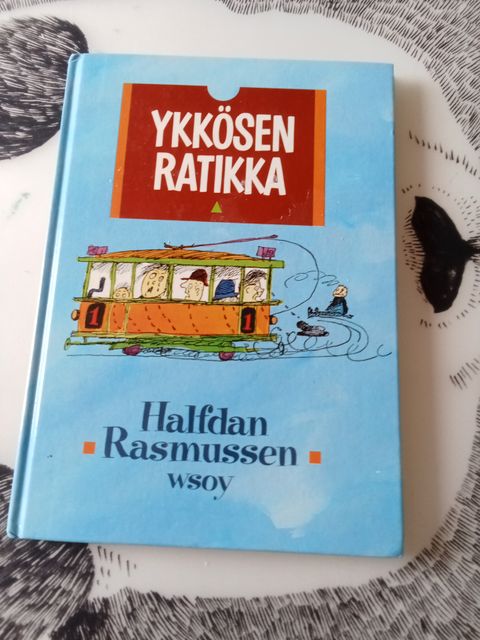 YKKÖSEN
RATIKKA
1 1
Halfdan
Rasmussen
wsoy